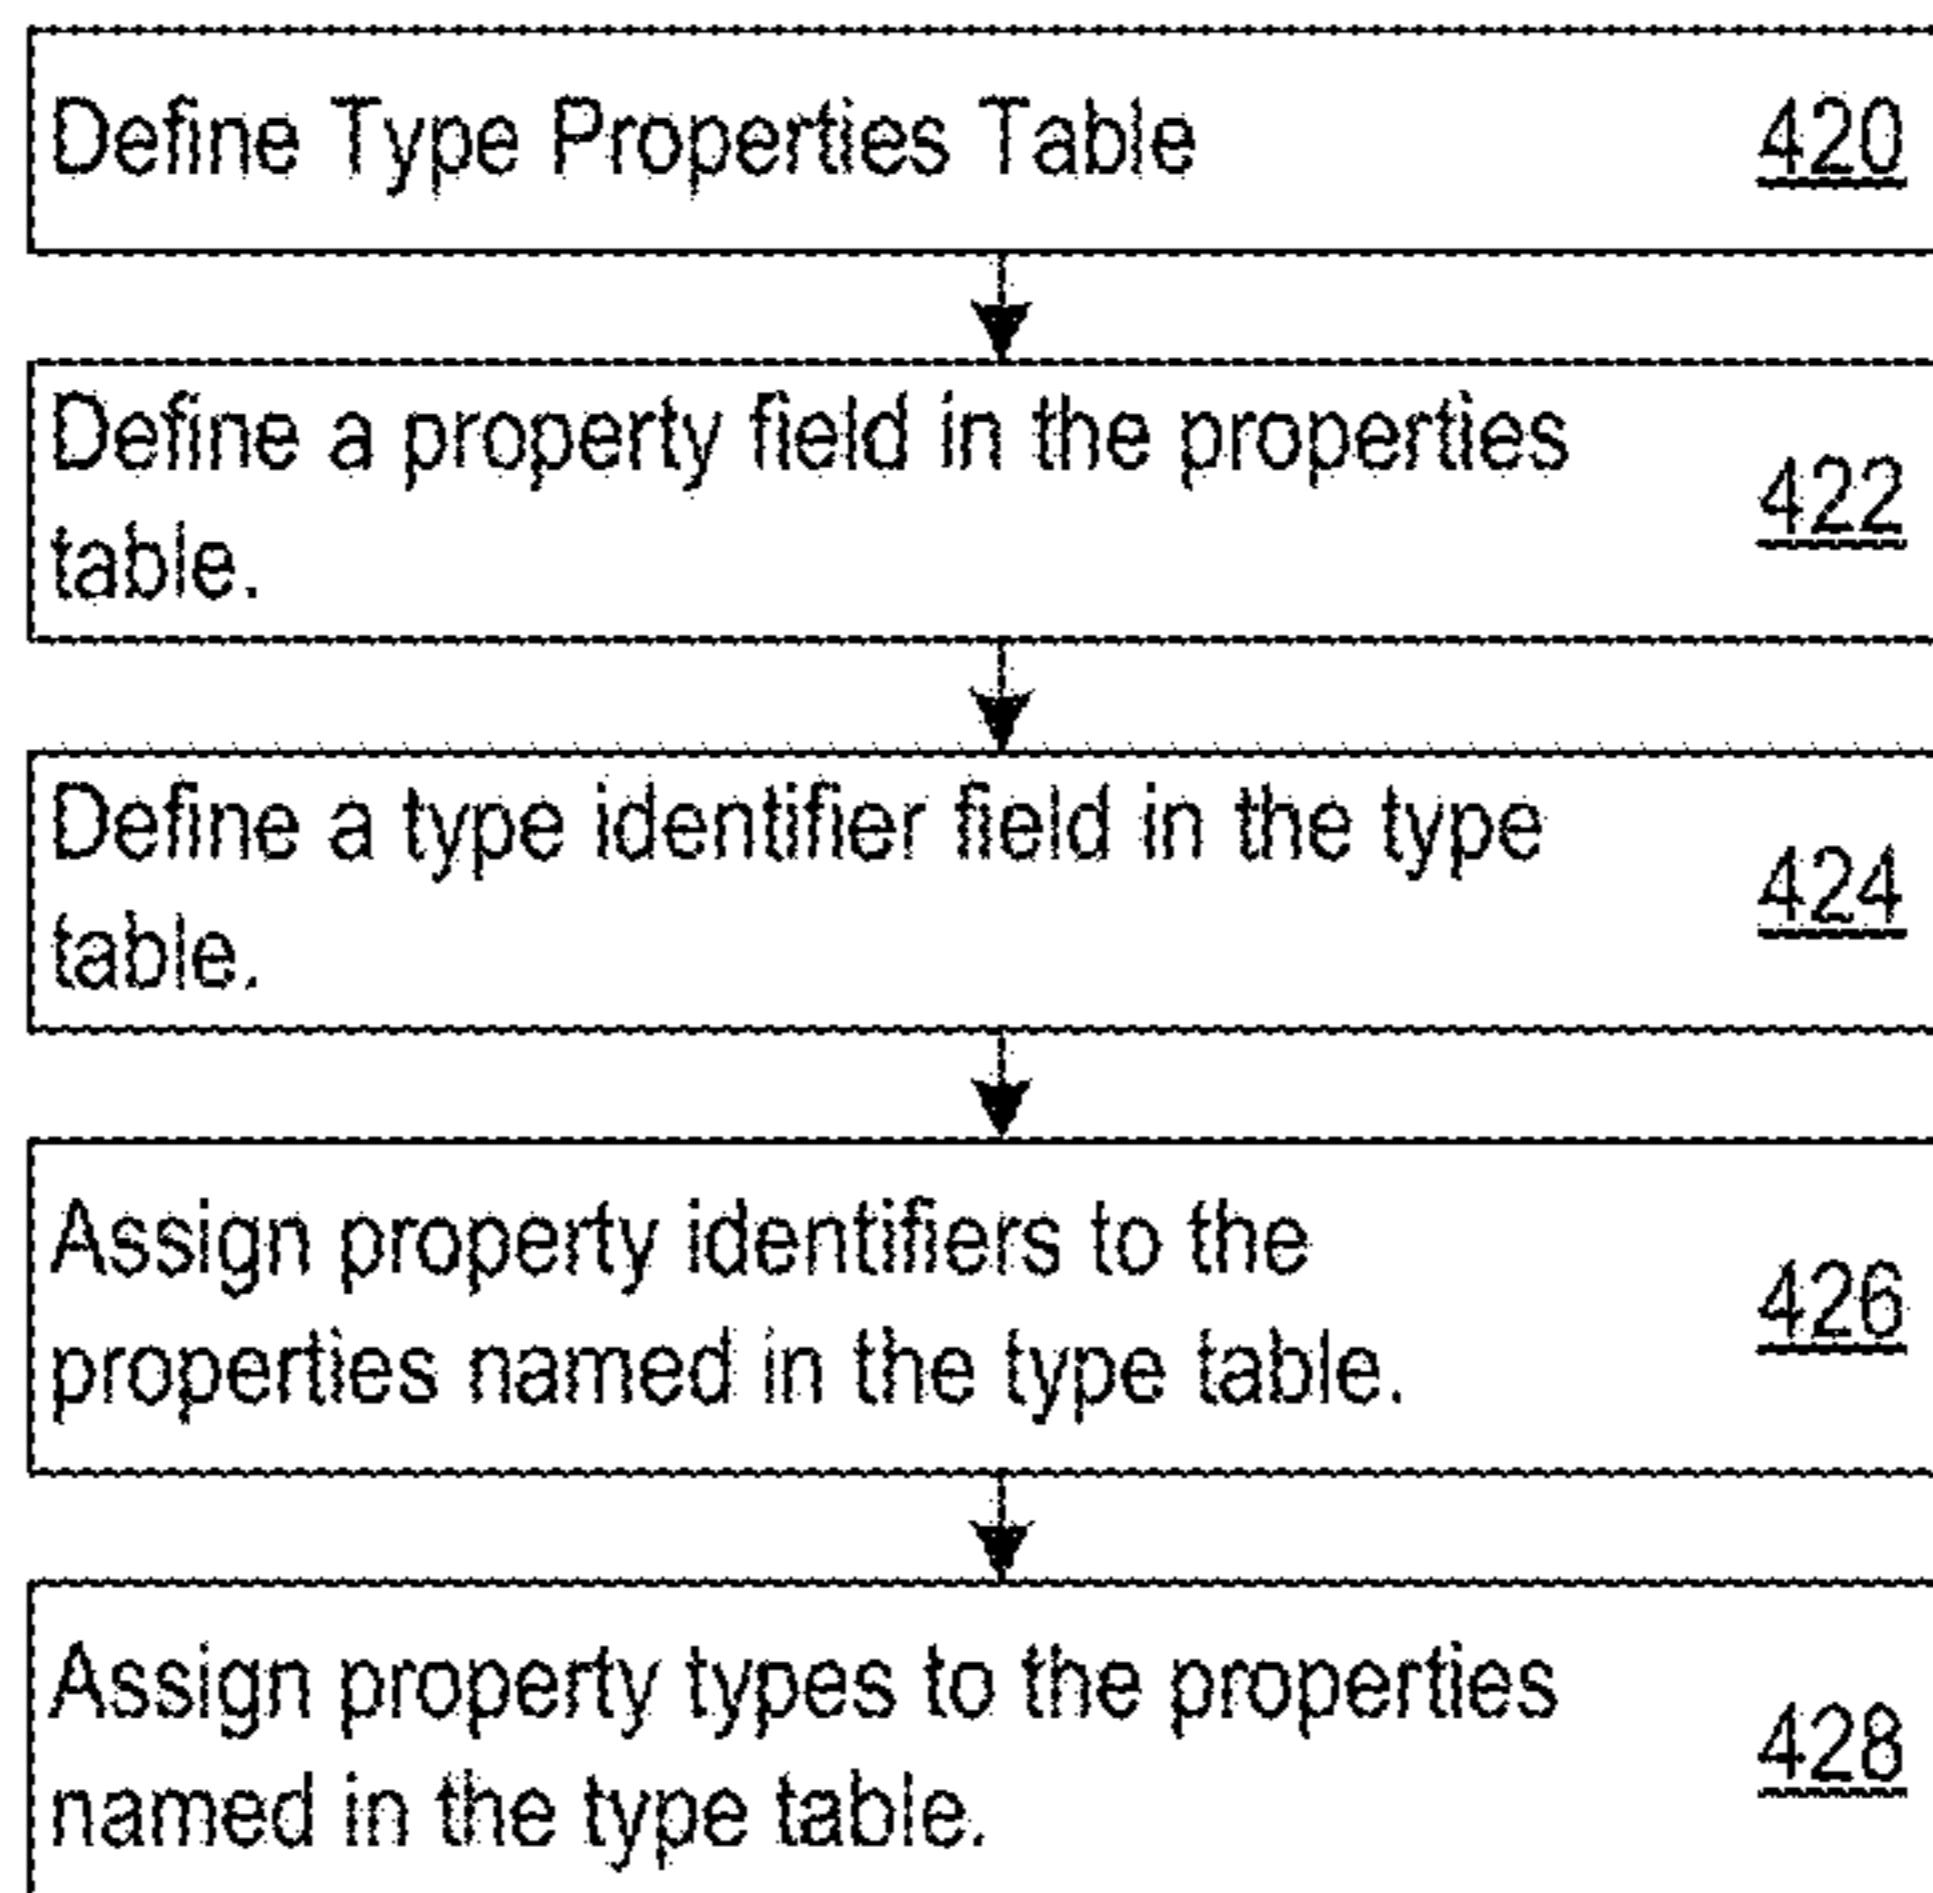 Define Type Properties Table 420
Define a property field in the properties
table. 422
Define a type identifier field in the type
table. 424
Assign property identifiers to the
properties named in the type table. 426
Assign property types to the properties
named in the type table. 428